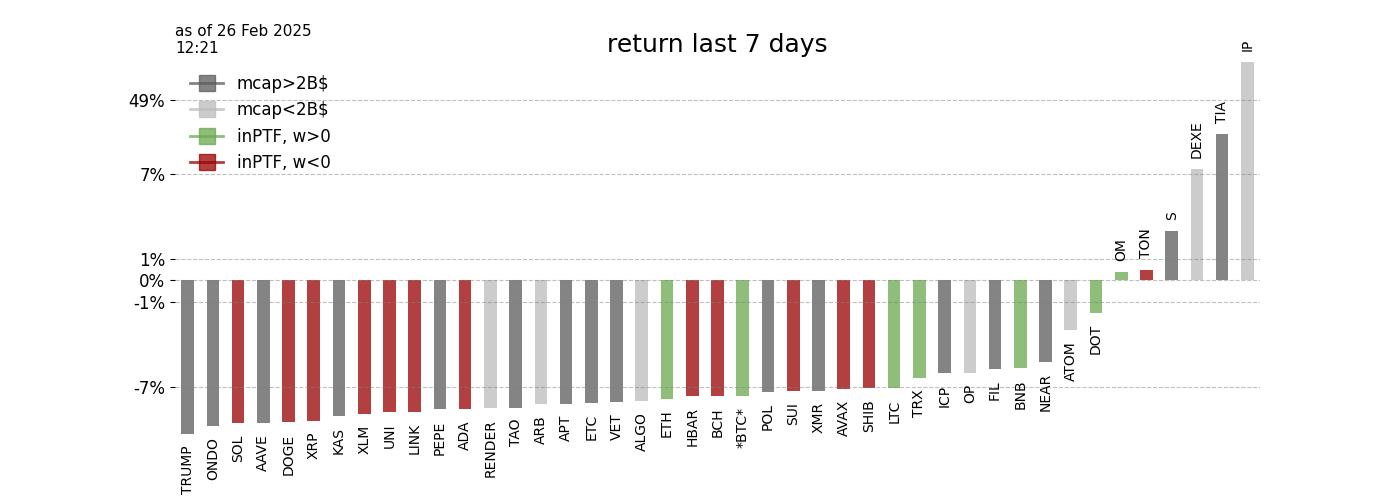 as of 26 Feb 2025
12:21
return last 7 days
mcap>2B$
mcap<2B$
inPTF, w>0
inPTF, w<0
49%
7%
1%
0%
-1%
-7%
TRUMP
ONDO
SOL
AAVE
DOGE
XRP
KAS
XLM
UNI
LINK
PEPE
ADA
RENDER
TAO
ARB
APT
ETC
VET
ALGO
ETH
HBAR
BCH
*BTC*
POL
SUI
XMR
AVAX
SHIB
LTC
TRX
ICP
OP
FIL
BNB
NEAR
ATOM
DOT
OM
TON
S
DEXE
TIA
IP